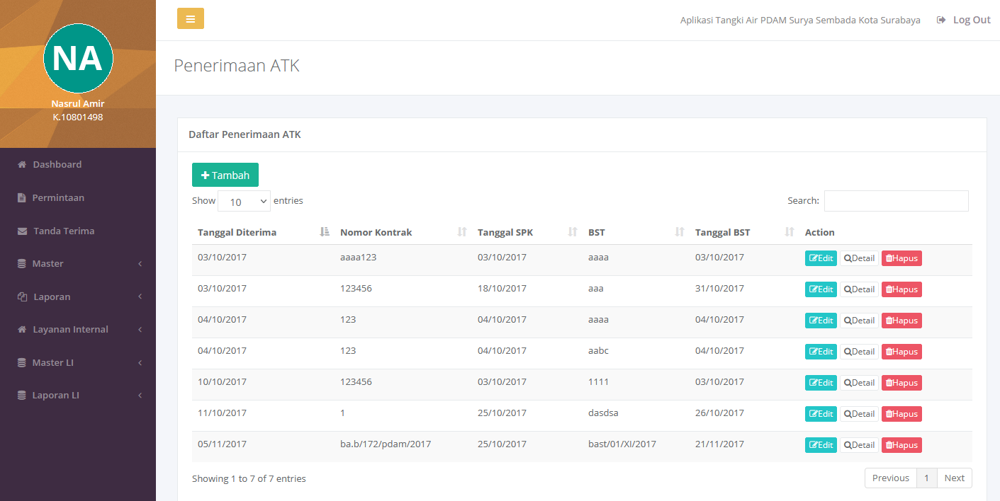 NA
Nasrul Amir
K.10801498
Dashboard
Permintaan
Tanda Terima
Master
Laporan
Layanan Internal
Master LI
Laporan LI
Aplikasi Tangki Air PDAM Surya Sembada Kota Surabaya Log Out
Penerimaan ATK
Daftar Penerimaan ATK
Tambah
Show 10 entries Search:
Tanggal Diterima Nomor Kontrak Tanggal SPK BST Tanggal BST Action
03/10/2017 aaaa123 03/10/2017 aaaa 03/10/2017 Edit Detail Hapus
03/10/2017 123456 18/10/2017 aaa 31/10/2017 Edit Detail Hapus
04/10/2017 123 04/10/2017 aaaa 04/10/2017 Edit Detail Hapus
04/10/2017 123 04/10/2017 aabc 04/10/2017 Edit Detail Hapus
10/10/2017 123456 03/10/2017 1111 03/10/2017 Edit Detail Hapus
11/10/2017 1 25/10/2017 dasdsa 26/10/2017 Edit Detail Hapus
05/11/2017 ba.b/172/pdam/2017 25/10/2017 bast/01/XI/2017 21/11/2017 Edit Detail Hapus
Showing 1 to 7 of 7 entries Previous 1 Next